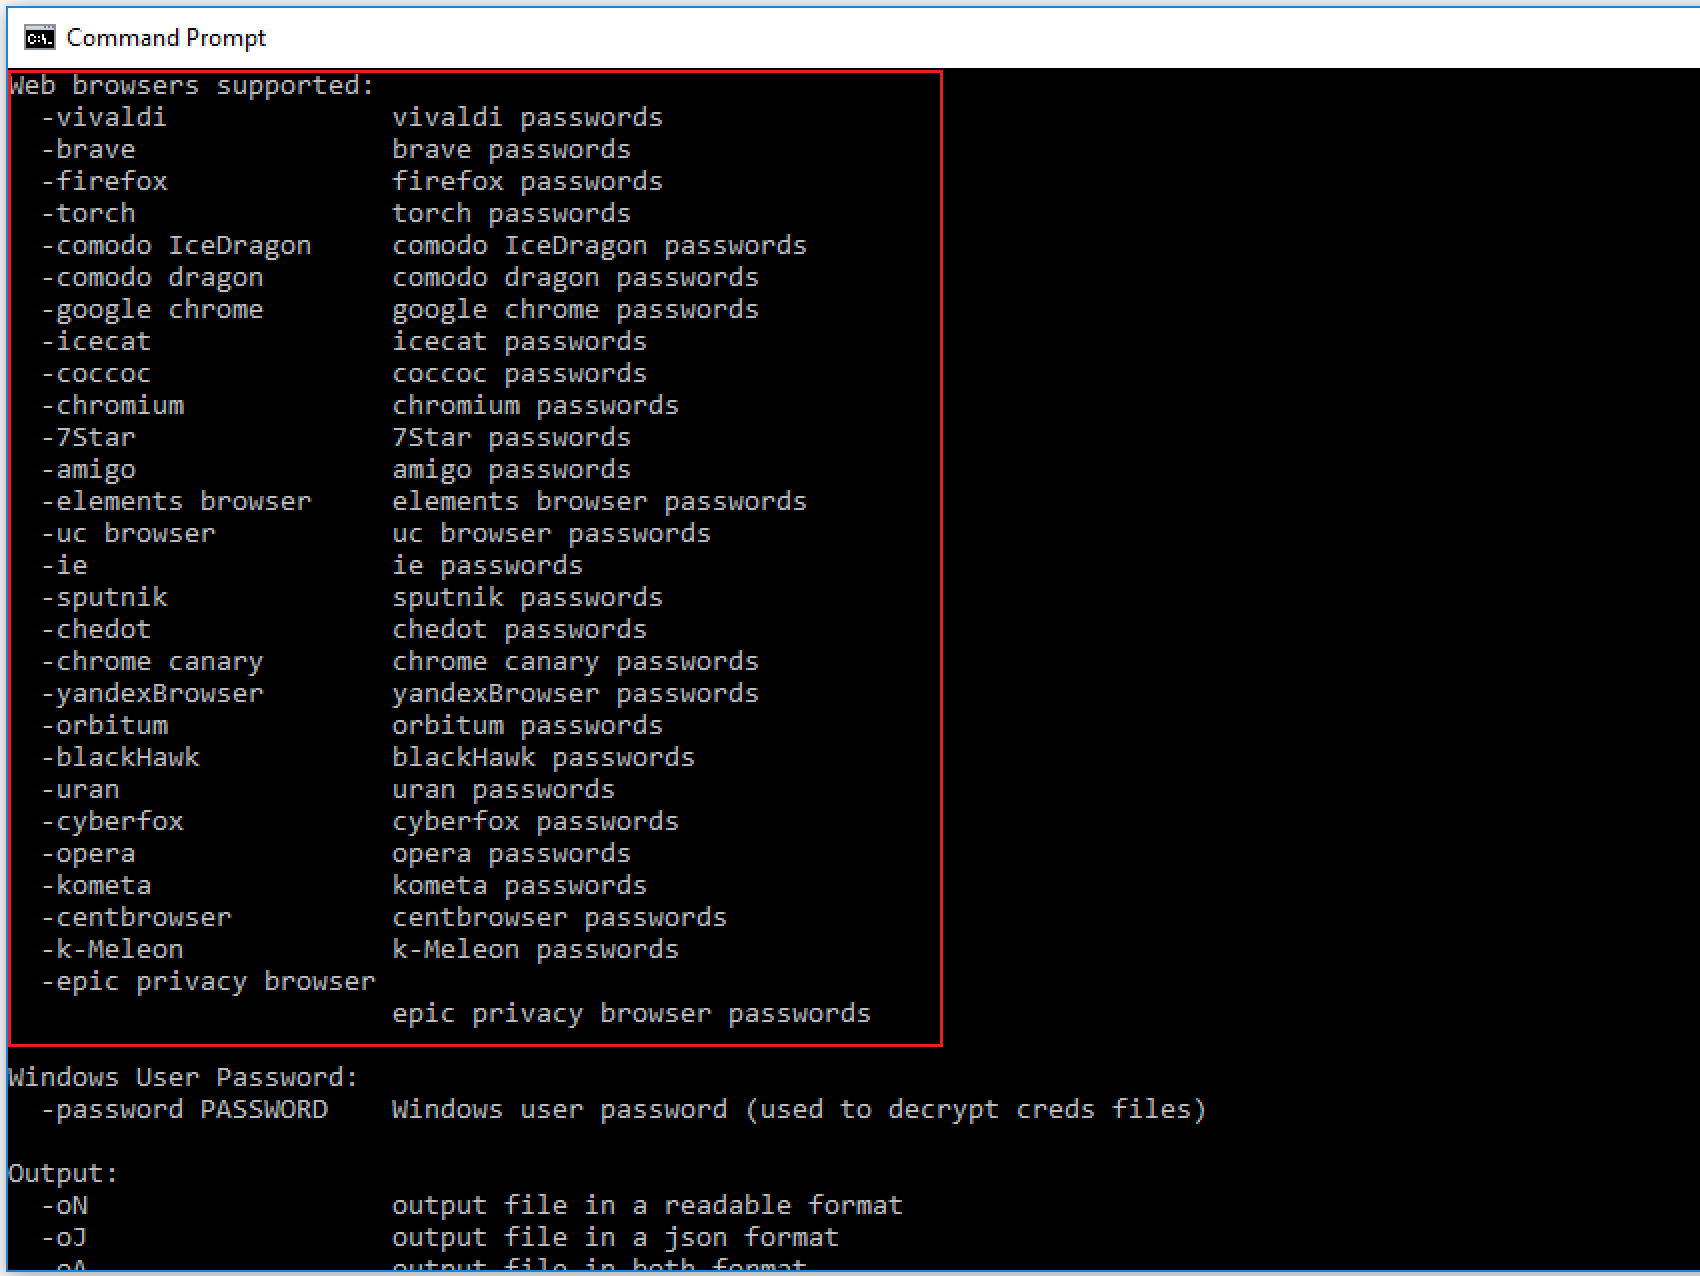 Command Prompt
Web browsers supported:
-vivaldi vivaldi passwords
-brave brave passwords
-firefox firefox passwords
-torch torch passwords
-comodo IceDragon comodo IceDragon passwords
-comodo dragon comodo dragon passwords
-google chrome google chrome passwords
-icecat icecat passwords
-coccoc coccoc passwords
-chromium chromium passwords
-7Star 7Star passwords
-amigo amigo passwords
-elements browser elements browser passwords
-uc browser uc browser passwords
-ie ie passwords
-sputnik sputnik passwords
-chedot chedot passwords
-chrome canary chrome canary passwords
-yandexBrowser yandexBrowser passwords
-orbitum orbitum passwords
-blackHawk blackHawk passwords
-uran uran passwords
-cyberfox cyberfox passwords
-opera opera passwords
-kometa kometa passwords
-centbrowser centbrowser passwords
-k-Meleon k-Meleon passwords
-epic privacy browser
epic privacy browser passwords
Windows User Password:
-password PASSWORD Windows user password (used to decrypt creds files)
Output:
-oN output file in a readable format
-oJ output file in a json format
-oA output file in both format